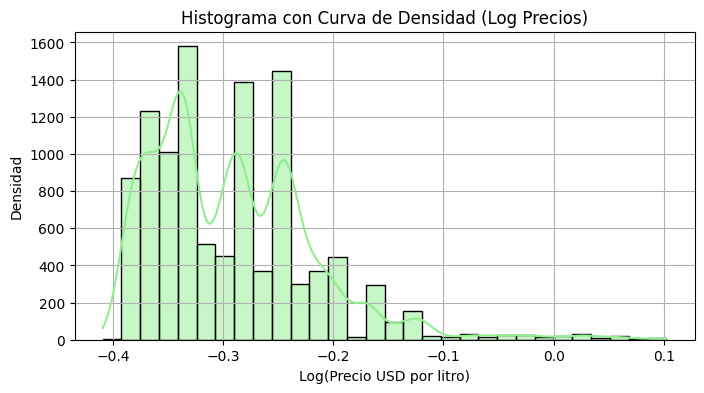 Histograma con Curva de Densidad (Log Precios)
1600
1400
1200
1000
800
600
400
200
0
Densidad
−0.4 −0.3 −0.2 −0.1 0.0 0.1
Log(Precio USD por litro)